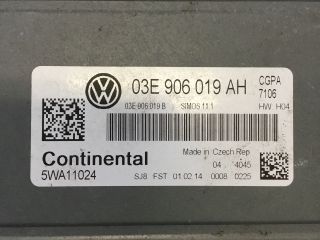 03E 906 019 AH
CGPA
7106
03E 906 019 B
SIMOS 11.1
HW H04
Continental
5WA11024
Made in Czech Rep
04 4045
SJ8 FST 01.02.14 0008 0225